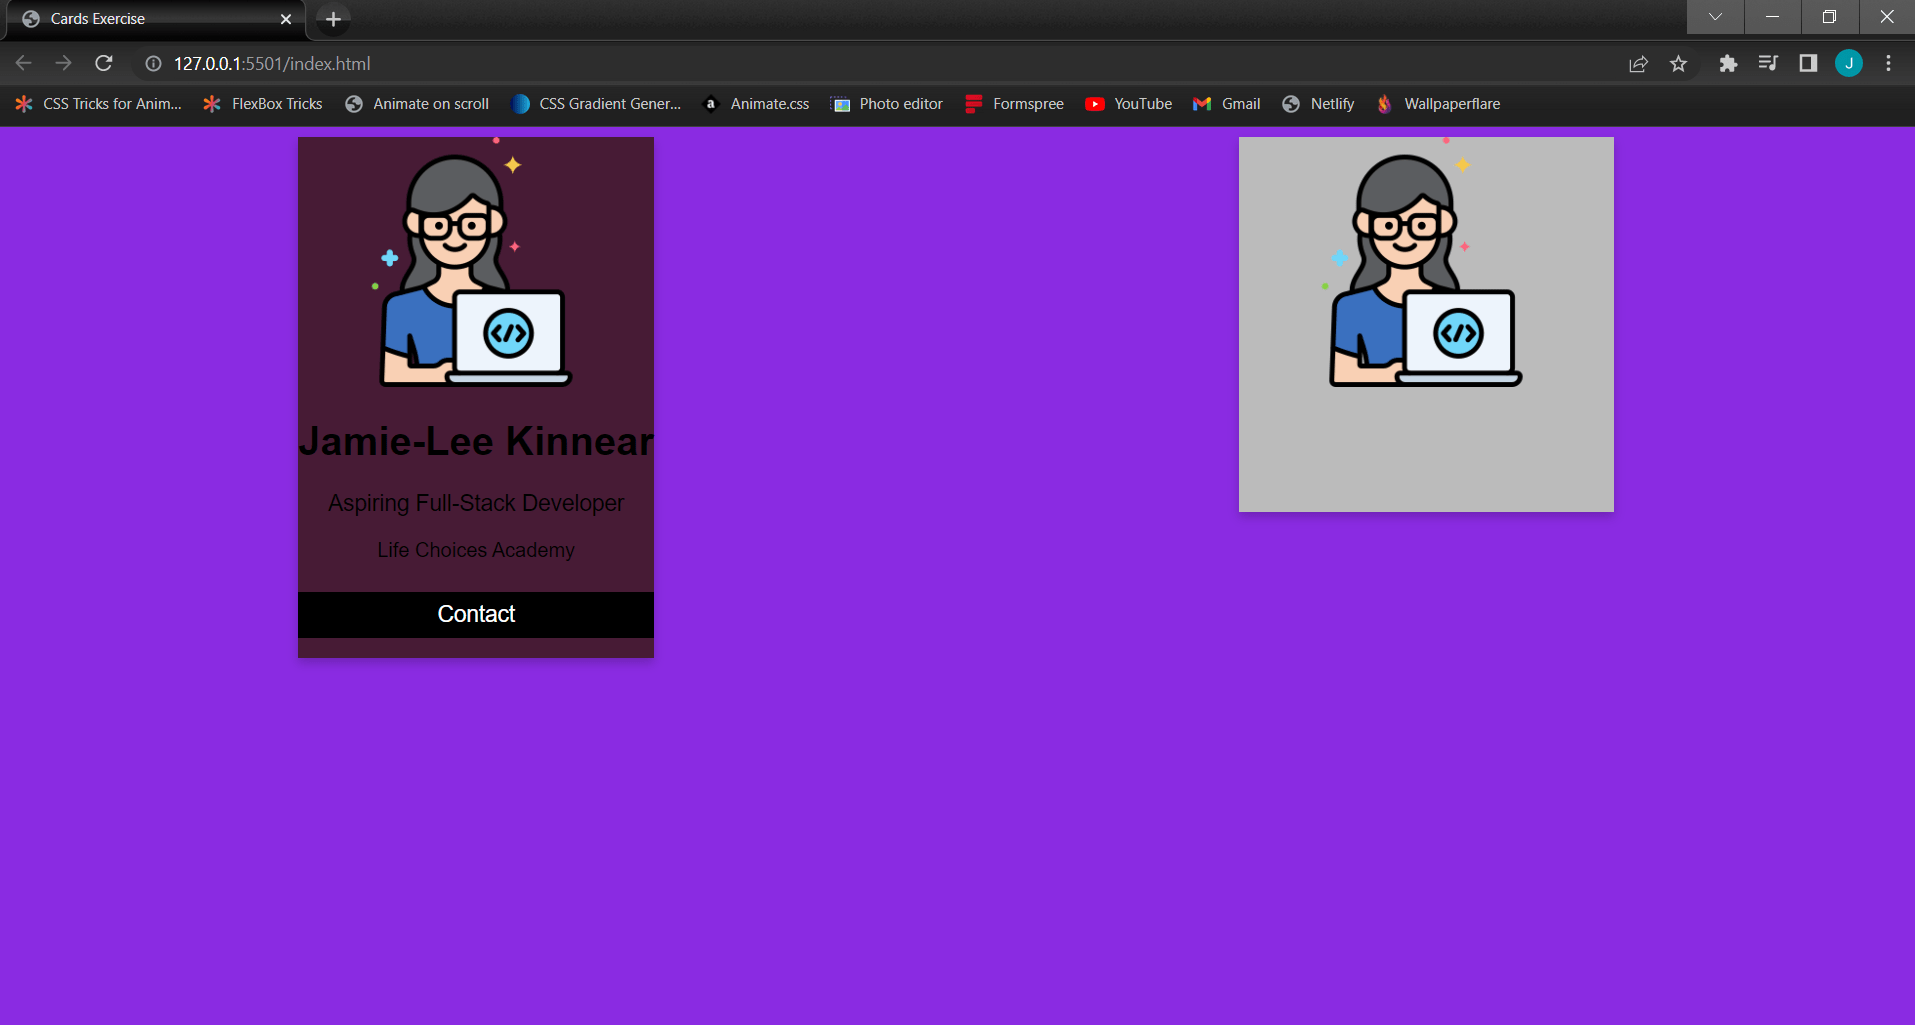 Cards Exercise
127.0.0.1:5501/index.html
J
CSS Tricks for Anim... FlexBox Tricks Animate on scroll CSS Gradient Gener... a Animate.css Photo editor Formspree YouTube Gmail Netlify Wallpaperflare
</>
</>
Jamie-Lee Kinnear
Aspiring Full-Stack Developer
Life Choices Academy
Contact